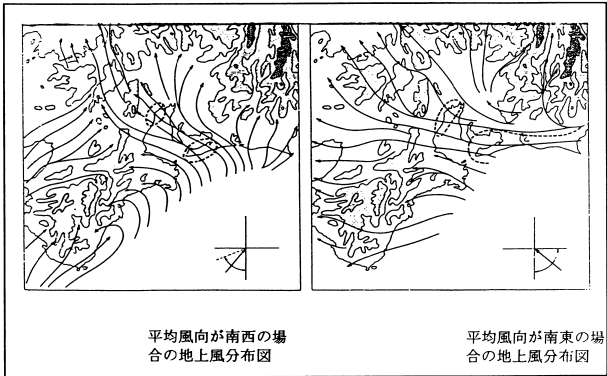 平均風向が南西の場
合の地上風分布図
平均風向が南東の場
合の地上風分布図